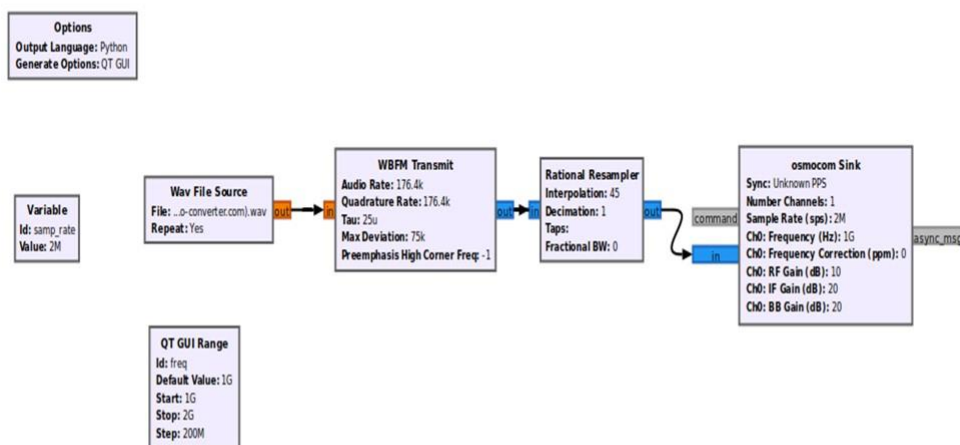 Options
Output Language: Python
Generate Options: QT GUI
Variable
Id: samp_rate
Value: 2M
Wav File Source
File: ...o-converter.com).wav
Repeat: Yes
out
in
WBFM Transmit
Audio Rate: 176.4k
Quadrature Rate: 176.4k
Tau: 25u
Max Deviation: 75k
Preemphasis High Corner Freq: -1
out
in
Rational Resampler
Interpolation: 45
Decimation: 1
Taps:
Fractional BW: 0
out
command
in
osmocom Sink
Sync: Unknown PPS
Number Channels: 1
Sample Rate (sps): 2M
Ch0: Frequency (Hz): 1G
Ch0: Frequency Correction (ppm): 0
Ch0: RF Gain (dB): 10
Ch0: IF Gain (dB): 20
Ch0: BB Gain (dB): 20
async_msg
QT GUI Range
Id: freq
Default Value: 1G
Start: 1G
Stop: 2G
Step: 200M